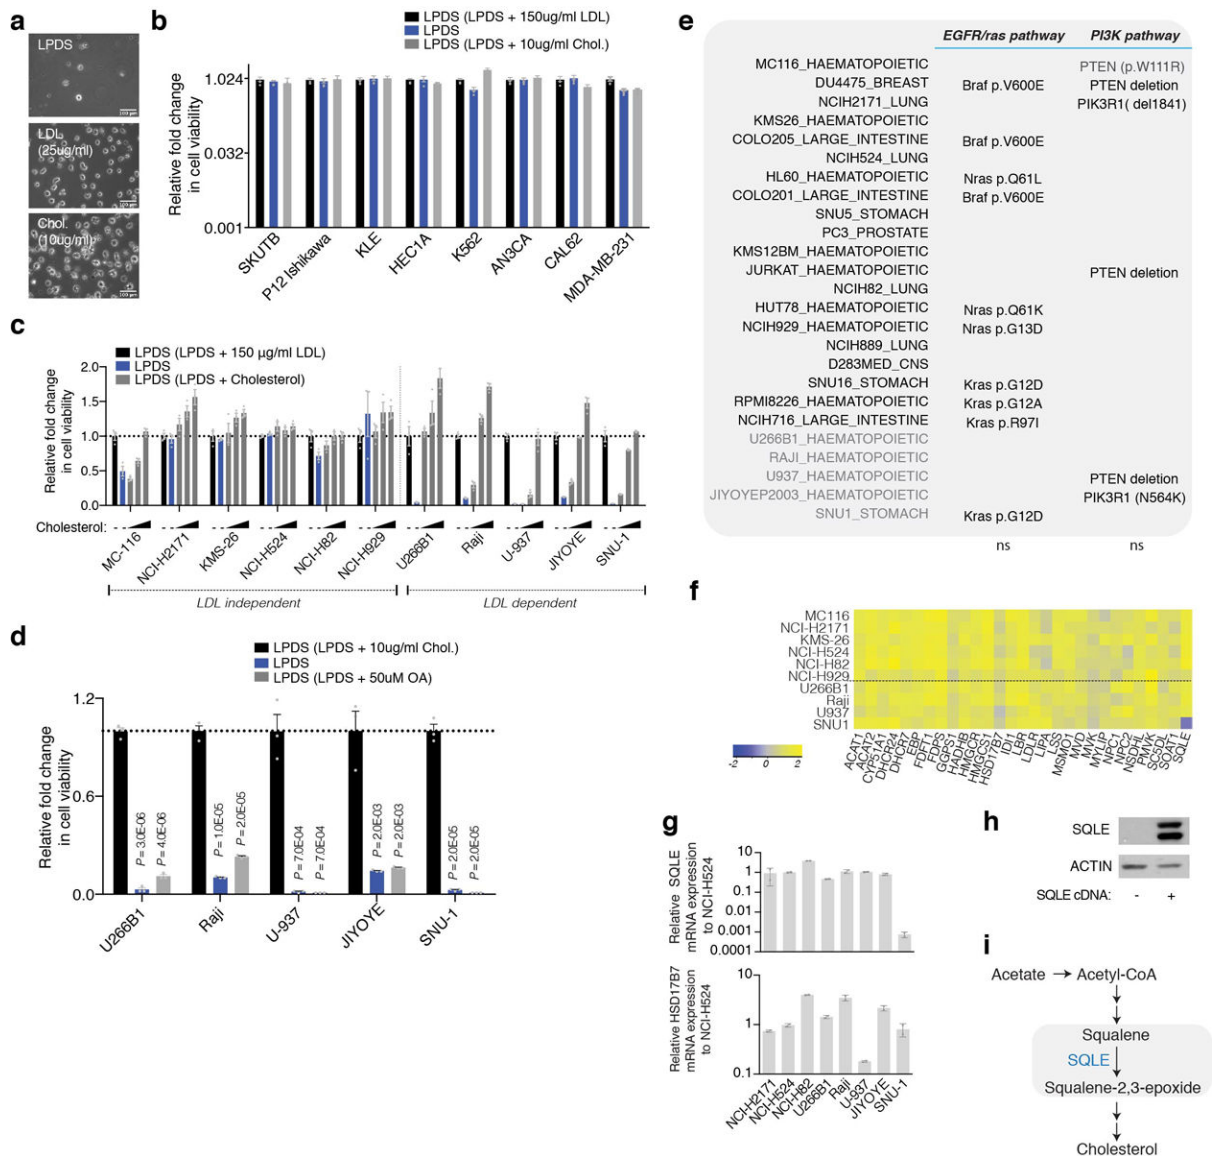 a
LPDS
100 µm
LDL
(25ug/ml)
100 µm
Chol.
(10ug/ml)
100 µm
b
LPDS (LPDS + 150ug/ml LDL)
LPDS
LPDS (LPDS + 10ug/ml Chol.)
Relative fold change
in cell viability
1.024
0.032
0.001
SKUTB
P12 Ishikawa
KLE
HEC1A
K562
AN3CA
CAL62
MDA-MB-231
c
LPDS (LPDS + 150 µg/ml LDL)
LPDS
LPDS (LPDS + Cholesterol)
Relative fold change
in cell viability
2.0
1.5
1.0
0.5
0.0
Cholesterol: - - - - - - - - - - - - - - - - - - - - - -
MC-116
NCI-H2171
KMS-26
NCI-H524
NCI-H82
NCI-H929
U266B1
Raji
U-937
JIYOYE
SNU-1
LDL independent
LDL dependent
d
LPDS (LPDS + 10ug/ml Chol.)
LPDS
LPDS (LPDS + 50uM OA)
Relative fold change
in cell viability
1.2
0.6
0.0
P = 3.0E-06
P = 4.0E-06
P = 1.0E-05
P = 2.0E-05
P = 7.0E-04
P = 7.0E-04
P = 2.0E-03
P = 2.0E-03
P = 2.0E-05
P = 2.0E-05
U266B1
Raji
U-937
JIYOYE
SNU-1
e
EGFR/ras pathway PI3K pathway
MC116_HAEMATOPOIETIC PTEN (p.W111R)
DU4475_BREAST Braf p.V600E PTEN deletion
NCIH2171_LUNG PIK3R1( del1841)
KMS26_HAEMATOPOIETIC
COLO205_LARGE_INTESTINE Braf p.V600E
NCIH524_LUNG
HL60_HAEMATOPOIETIC Nras p.Q61L
COLO201_LARGE_INTESTINE Braf p.V600E
SNU5_STOMACH
PC3_PROSTATE
KMS12BM_HAEMATOPOIETIC
JURKAT_HAEMATOPOIETIC PTEN deletion
NCIH82_LUNG
HUT78_HAEMATOPOIETIC Nras p.Q61K
NCIH929_HAEMATOPOIETIC Nras p.G13D
NCIH889_LUNG
D283MED_CNS
SNU16_STOMACH Kras p.G12D
RPMI8226_HAEMATOPOIETIC Kras p.G12A
NCIH716_LARGE_INTESTINE Kras p.R97I
U266B1_HAEMATOPOIETIC
RAJI_HAEMATOPOIETIC
U937_HAEMATOPOIETIC PTEN deletion
JIYOYEP2003_HAEMATOPOIETIC PIK3R1 (N564K)
SNU1_STOMACH Kras p.G12D
ns ns
f
MC116
NCI-H2171
KMS-26
NCI-H524
NCI-H82
NCI-H929
U266B1
Raji
U937
SNU1
-2 0 2
ACAT1
ACAT2
CYP51A1
DHCR24
DHCR7
EBP
FDFT1
FDPS
GGPS1
HADHB
HMGCR
HMGCS1
HSD17B7
IDI1
LBR
LDLR
LIPA
LSS
MSMO1
MVD
MVK
MYLIP
NPC1
NPC2
NSDHL
PMVK
SC5DL
SOAT1
SQLE
g
Relative SQLE
mRNA expression
to NCI-H524
10
1
0.1
0.01
0.001
0.0001
Relative HSD17B7
mRNA expression
to NCI-H524
10
1
0.1
NCI-H2171
NCI-H524
NCI-H82
U266B1
Raji
U-937
JIYOYE
SNU-1
h
SQLE
ACTIN
SQLE cDNA: - +
i
Acetate Acetyl-CoA
Squalene
SQLE
Squalene-2,3-epoxide
Cholesterol